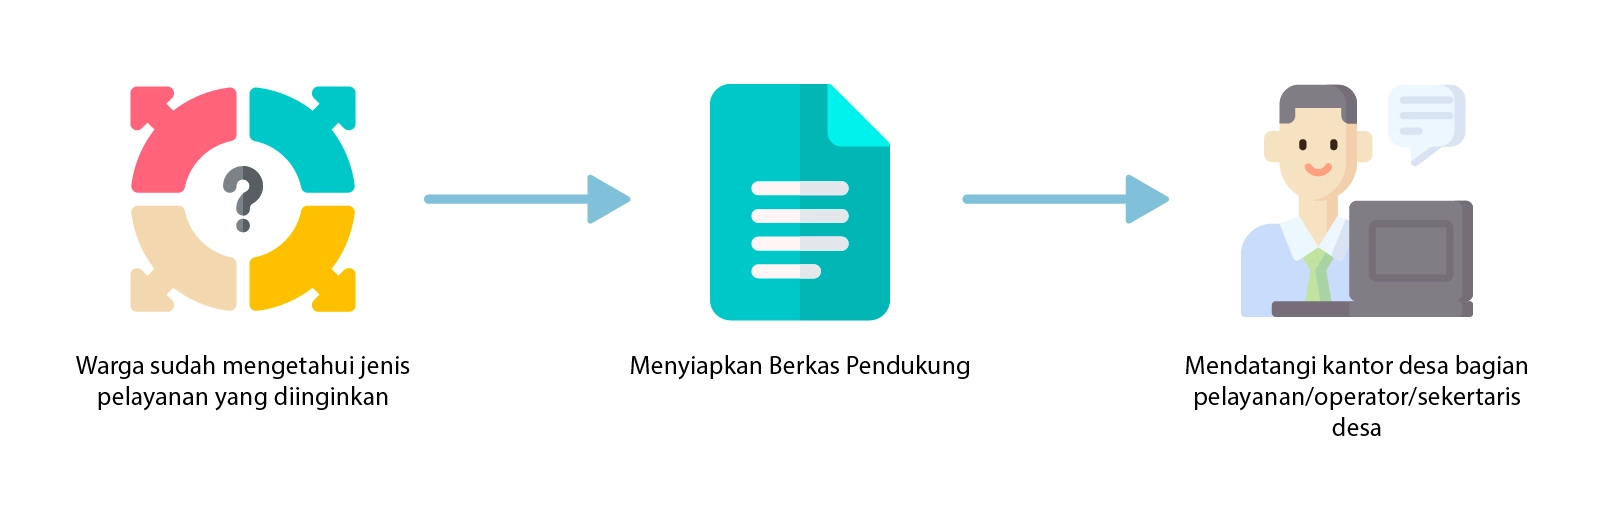 ?
Warga sudah mengetahui jenis
pelayanan yang diinginkan
Menyiapkan Berkas Pendukung
Mendatangi kantor desa bagian
pelayanan/operator/sekertaris
desa